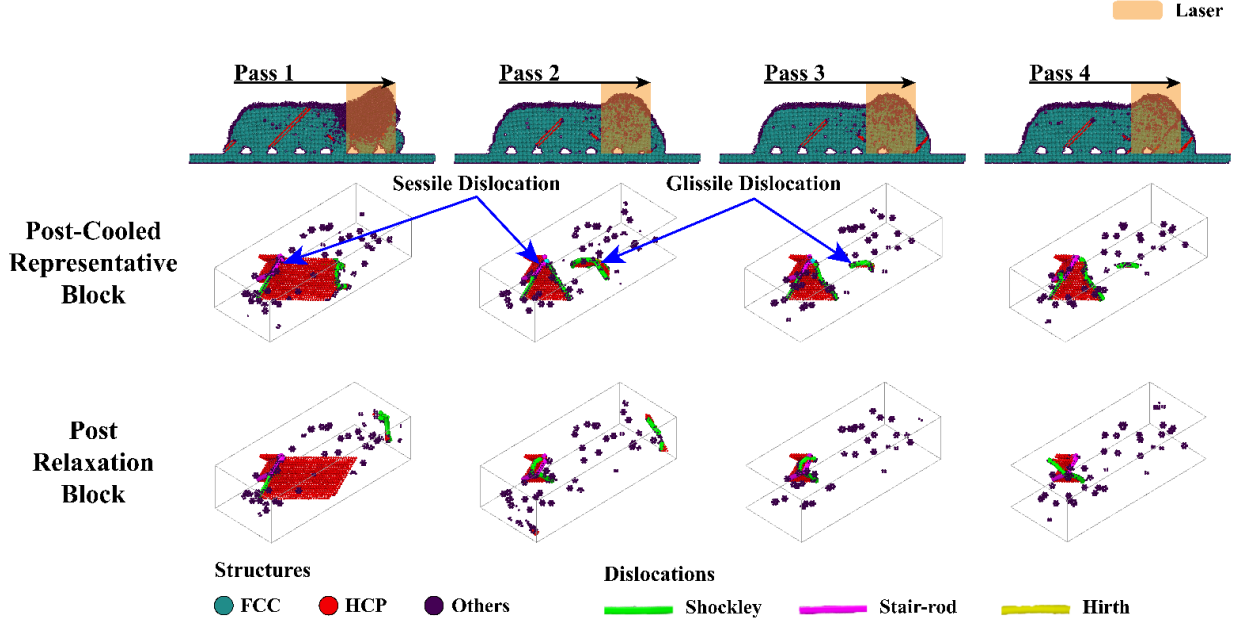 Laser
Pass 1
Pass 2
Pass 3
Pass 4
Sessile Dislocation
Glissile Dislocation
Post-Cooled
Representative
Block
Post
Relaxation
Block
Structures
Dislocations
FCC
HCP
Others
Shockley
Stair-rod
Hirth